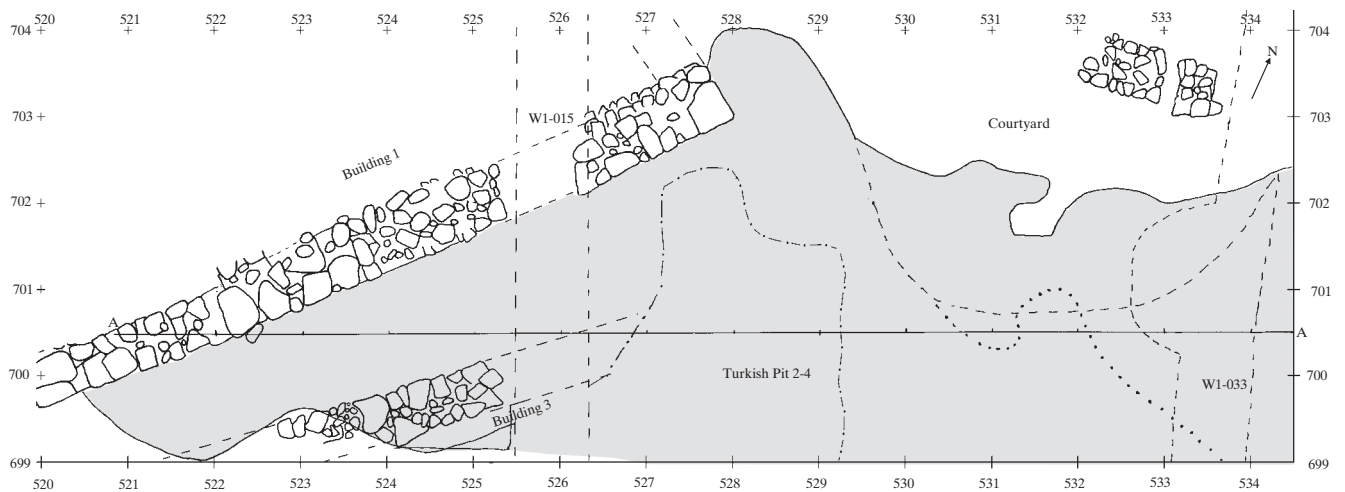 520 521 522 523 524 525 526 527 528 529 530 531 532 533 534
704 704
N
703 W1-015 Courtyard 703
Building 1
702 702
701 701
A A
700 Turkish Pit 2-4 W1-033 700
Building 3
699 699
520 521 522 523 524 525 526 527 528 529 530 531 532 533 534